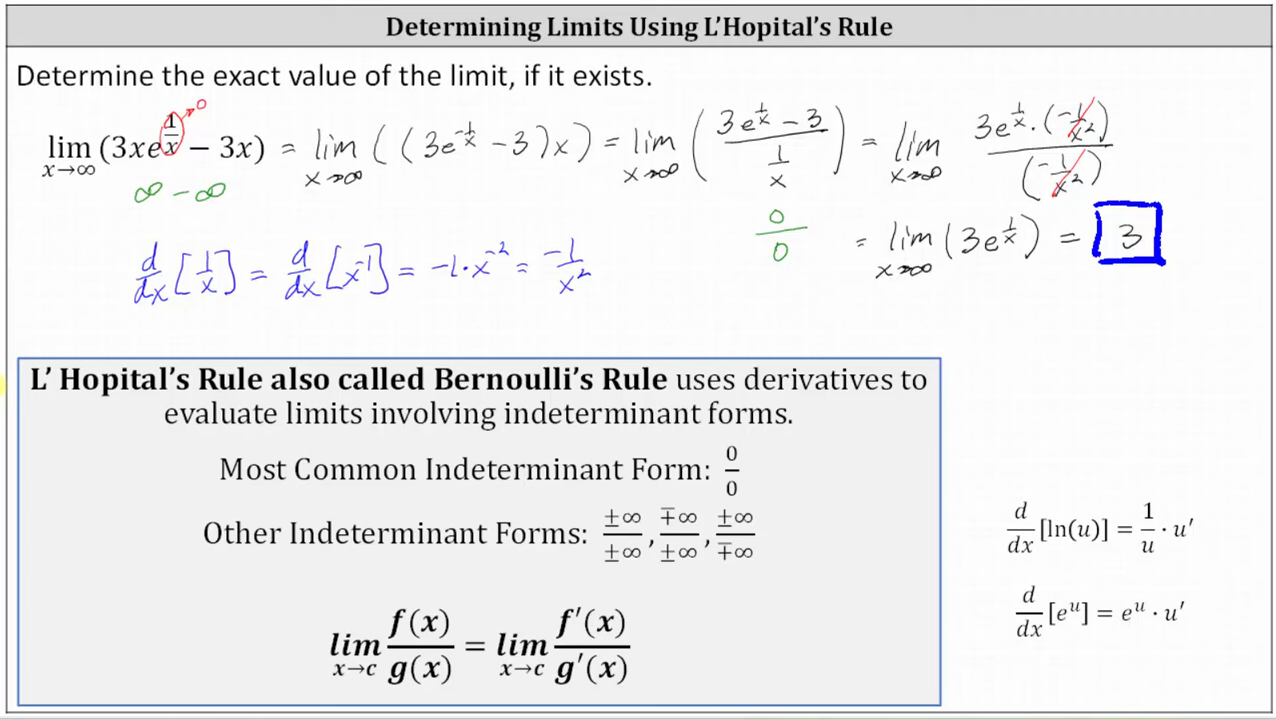 Determining Limits Using L'Hopital's Rule
Determine the exact value of the limit, if it exists.
lim x→∞ (3xe^(1/x) − 3x) = lim x→∞ ((3e^(-1/x) − 3)x) = lim x→∞ ((3e^(1/x) − 3)/(1/x)) = lim x→∞ (3e^(1/x) · (−1/x²))/((−1/x²))
→0
∞ − ∞
0/0
= lim x→∞ (3e^(1/x)) = 3
d/dx [1/x] = d/dx [x^-1] = −1·x^-2 = −1/x²
L' Hopital's Rule also called Bernoulli's Rule uses derivatives to
evaluate limits involving indeterminant forms.
Most Common Indeterminant Form: 0/0
Other Indeterminant Forms: ±∞/±∞, ∓∞/±∞, ±∞/∓∞
lim x→c f(x)/g(x) = lim x→c f′(x)/g′(x)
d/dx [ln(u)] = 1/u · u′
d/dx [e^u] = e^u · u′